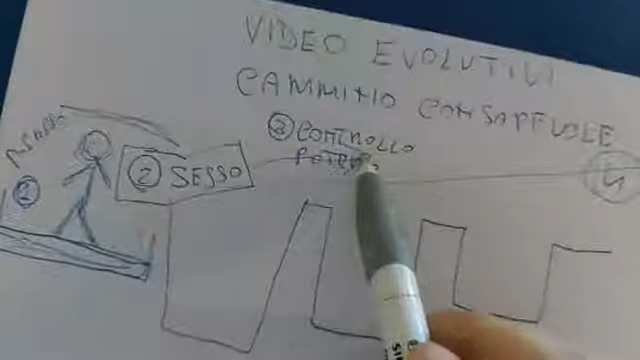 VIDEO EVOLUTIVI
CAMMINO CONSAPEVOLE
③ CONTROLLO
② SESSO